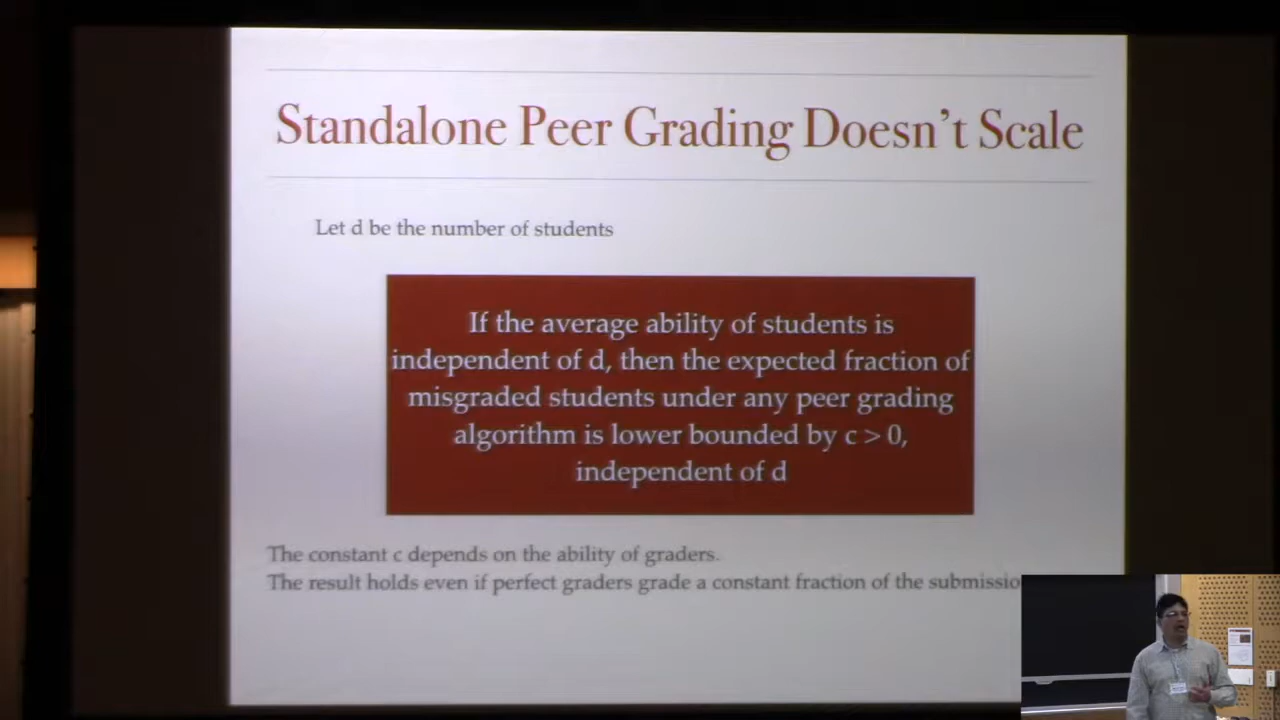 Standalone Peer Grading Doesn't Scale
Let d be the number of students
If the average ability of students is
independent of d, then the expected fraction of
misgraded students under any peer grading
algorithm is lower bounded by c > 0,
independent of d
The constant c depends on the ability of graders.
The result holds even if perfect graders grade a constant fraction of the